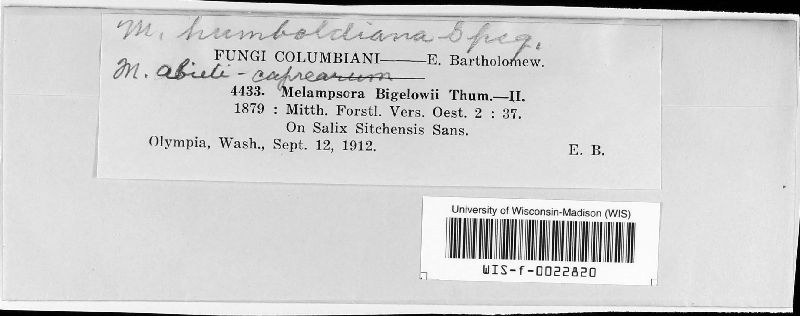 M. humboldiana Speg.
FUNGI COLUMBIANI—E. Bartholomew.
M. abieti-caprearum
4433. Melampsora Bigelowii Thum.—II.
1879 : Mitth. Forstl. Vers. Oest. 2 : 37.
On Salix Sitchensis Sans.
Olympia, Wash., Sept. 12, 1912. E. B.
University of Wisconsin-Madison (WIS)
WIS-f-0022820